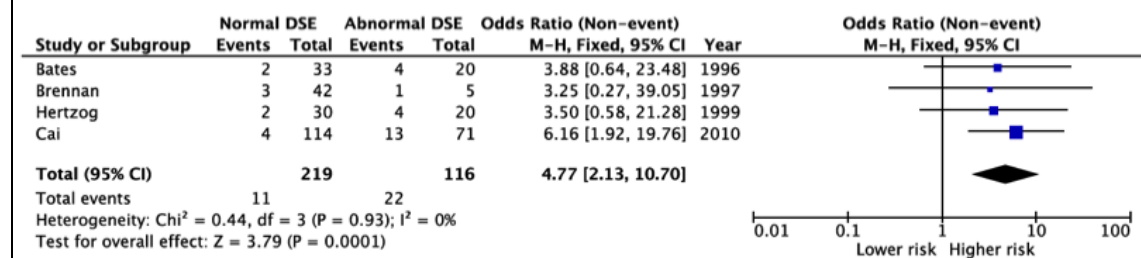 Normal DSE Abnormal DSE Odds Ratio (Non-event) Odds Ratio (Non-event)
Study or Subgroup Events Total Events Total M-H, Fixed, 95% CI Year M-H, Fixed, 95% CI
Bates 2 33 4 20 3.88 [0.64, 23.48] 1996
Brennan 3 42 1 5 3.25 [0.27, 39.05] 1997
Hertzog 2 30 4 20 3.50 [0.58, 21.28] 1999
Cai 4 114 13 71 6.16 [1.92, 19.76] 2010
Total (95% CI) 219 116 4.77 [2.13, 10.70]
Total events 11 22
Heterogeneity: Chi² = 0.44, df = 3 (P = 0.93); I² = 0%
Test for overall effect: Z = 3.79 (P = 0.0001)
0.01 0.1 1 10 100
Lower risk Higher risk